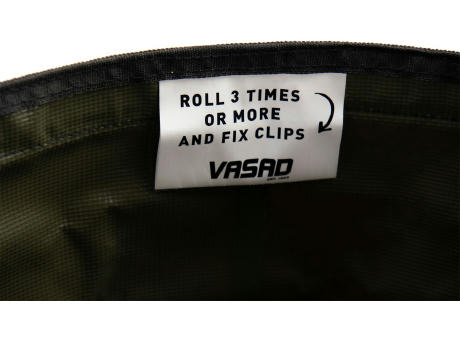 ROLL 3 TIMES
OR MORE
AND FIX CLIPS
VASAD